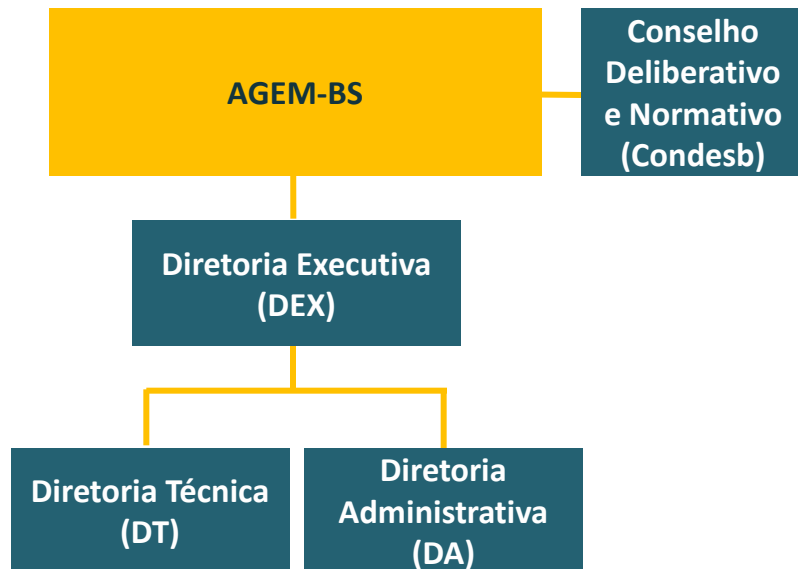 AGEM-BS
Conselho
Deliberativo
e Normativo
(Condesb)
Diretoria Executiva
(DEX)
Diretoria Técnica
(DT)
Diretoria
Administrativa
(DA)